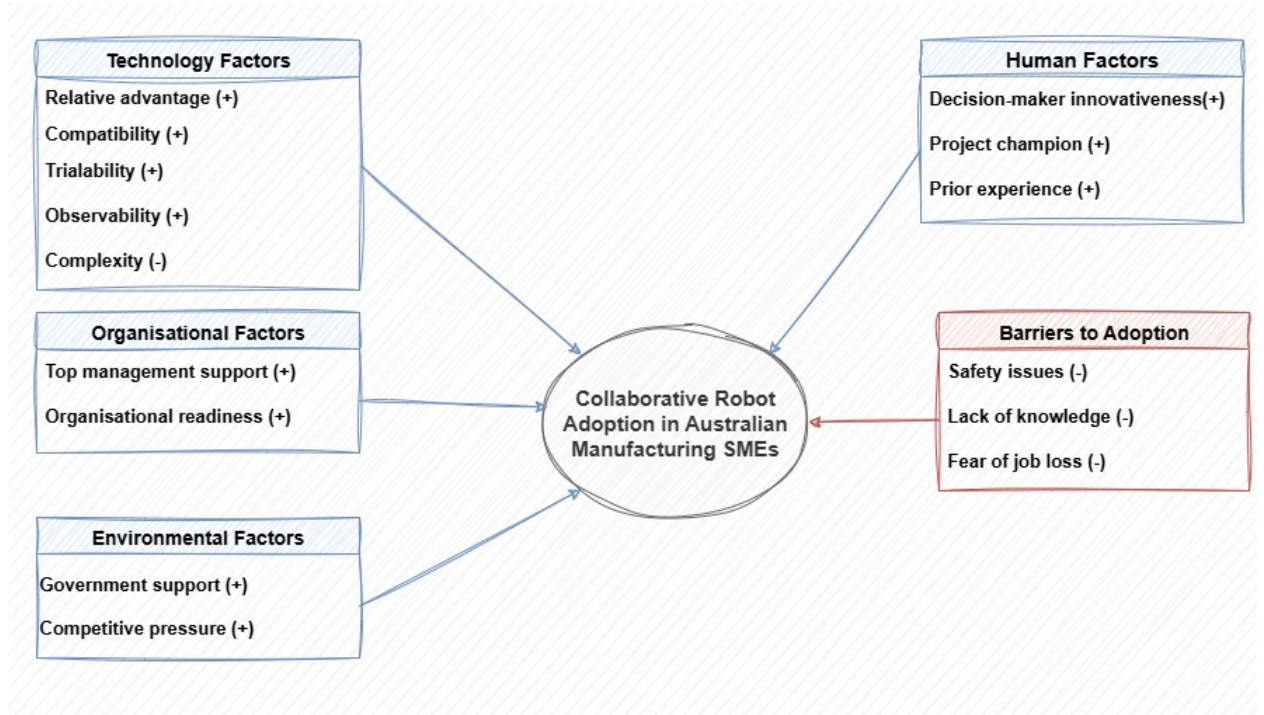 Technology Factors
Relative advantage (+)
Compatibility (+)
Trialability (+)
Observability (+)
Complexity (-)
Organisational Factors
Top management support (+)
Organisational readiness (+)
Environmental Factors
Government support (+)
Competitive pressure (+)
Collaborative Robot
Adoption in Australian
Manufacturing SMEs
Human Factors
Decision-maker innovativeness(+)
Project champion (+)
Prior experience (+)
Barriers to Adoption
Safety issues (-)
Lack of knowledge (-)
Fear of job loss (-)